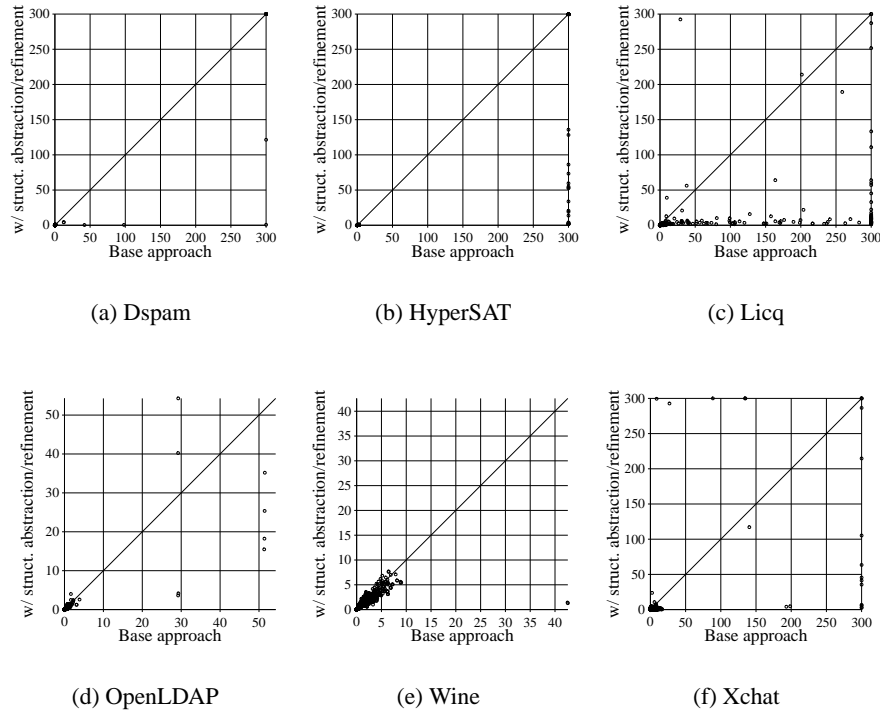 w/ struct. abstraction/refinement
300
250
200
150
100
50
0
0 50 100 150 200 250 300
Base approach
(a) Dspam
w/ struct. abstraction/refinement
300
250
200
150
100
50
0
0 50 100 150 200 250 300
Base approach
(b) HyperSAT
w/ struct. abstraction/refinement
300
250
200
150
100
50
0
0 50 100 150 200 250 300
Base approach
(c) Licq
w/ struct. abstraction/refinement
50
40
30
20
10
0
0 10 20 30 40 50
Base approach
(d) OpenLDAP
w/ struct. abstraction/refinement
40
35
30
25
20
15
10
5
0
0 5 10 15 20 25 30 35 40
Base approach
(e) Wine
w/ struct. abstraction/refinement
300
250
200
150
100
50
0
0 50 100 150 200 250 300
Base approach
(f) Xchat